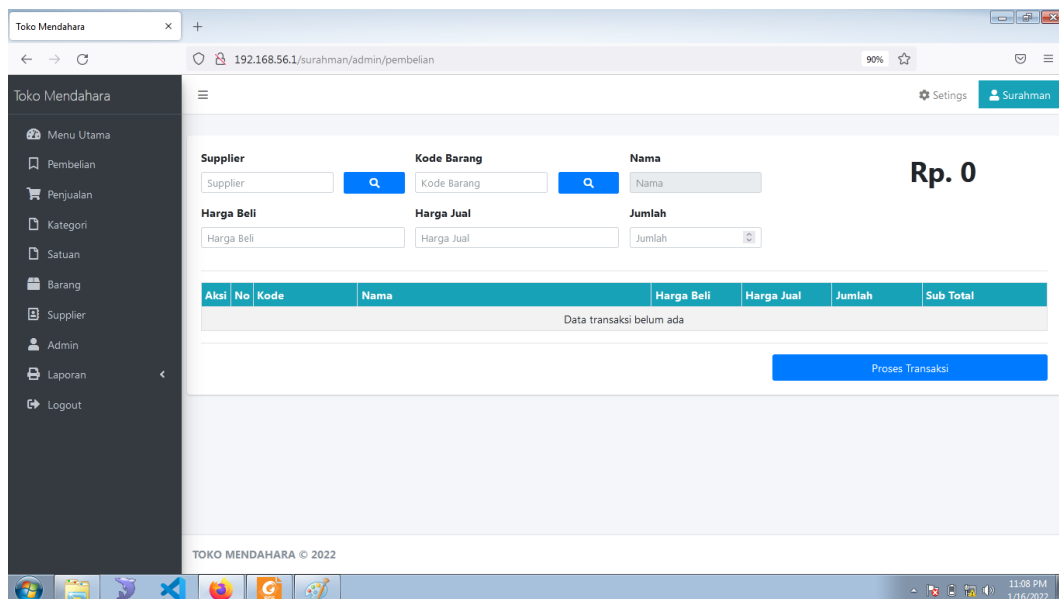 Toko Mendahara
192.168.56.1/surahman/admin/pembelian 90%
Toko Mendahara
Setings Surahman
Menu Utama
Pembelian
Penjualan
Kategori
Satuan
Barang
Supplier
Admin
Laporan
Logout
Supplier Kode Barang Nama
Supplier Kode Barang Nama
Rp. 0
Harga Beli Harga Jual Jumlah
Harga Beli Harga Jual Jumlah
Aksi No Kode Nama Harga Beli Harga Jual Jumlah Sub Total
Data transaksi belum ada
Proses Transaksi
TOKO MENDAHARA © 2022
11:08 PM
1/16/2022